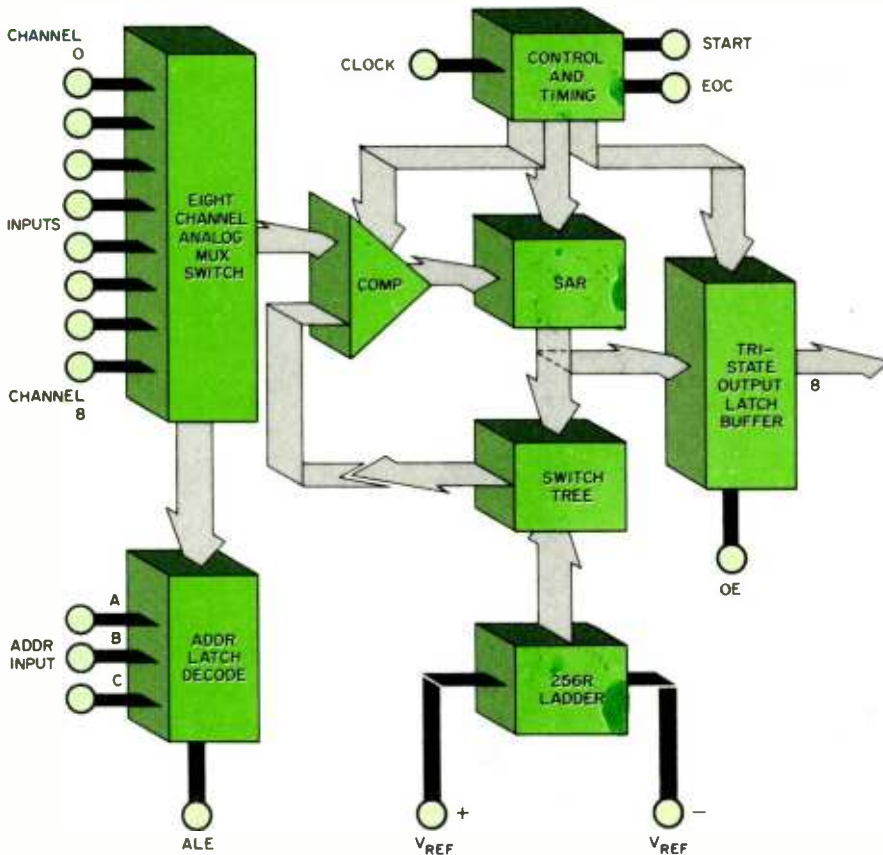 CHANNEL
0
INPUTS
CHANNEL
8
EIGHT
CHANNEL
ANALOG
MUX
SWITCH
CLOCK
CONTROL
AND
TIMING
START
EOC
COMP
SAR
TRI-
STATE
OUTPUT
LATCH
BUFFER
8
OE
SWITCH
TREE
ADDR
INPUT
A
B
C
ADDR
LATCH
DECODE
ALE
256R
LADDER
+
VREF
−
VREF